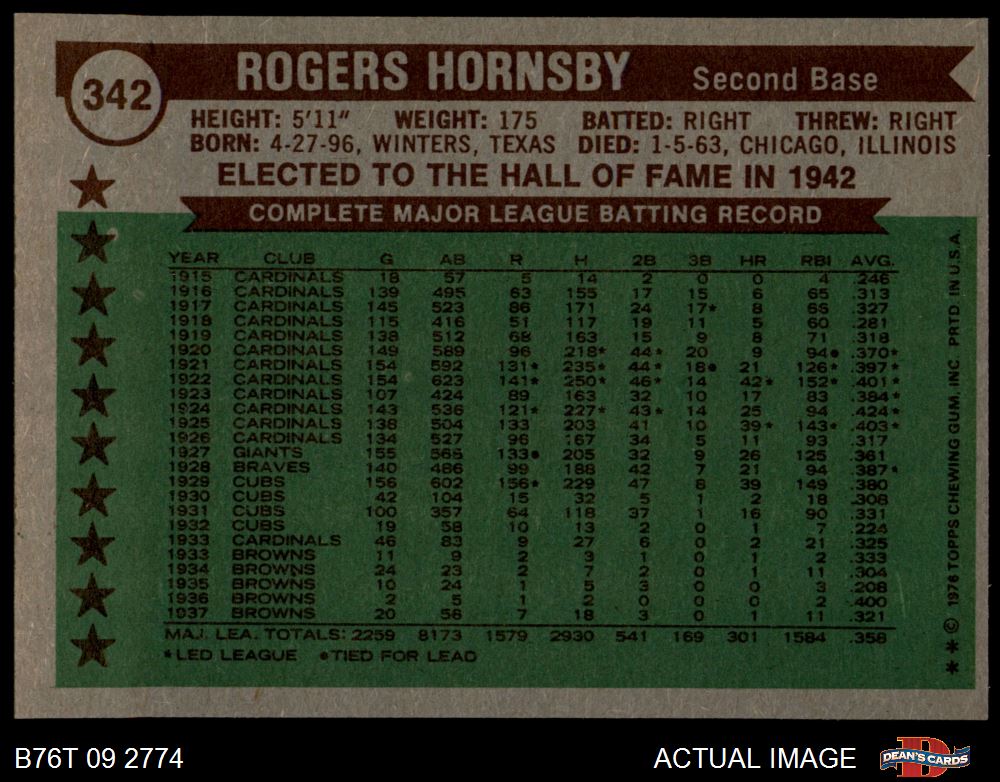 342
ROGERS HORNSBY Second Base
HEIGHT: 5'11" WEIGHT: 175 BATTED: RIGHT THREW: RIGHT
BORN: 4-27-96, WINTERS, TEXAS DIED: 1-5-63, CHICAGO, ILLINOIS
ELECTED TO THE HALL OF FAME IN 1942
COMPLETE MAJOR LEAGUE BATTING RECORD
YEAR CLUB G AB R H 2B 3B HR RBI AVG.
1915 CARDINALS 18 57 5 14 2 0 0 4 .246
1916 CARDINALS 139 495 63 155 17 15 6 65 .313
1917 CARDINALS 145 523 86 171 24 17* 8 65 .327
1918 CARDINALS 115 416 51 117 19 11 5 60 .281
1919 CARDINALS 138 512 68 163 15 9 8 71 .318
1920 CARDINALS 149 589 96 218* 44* 20 9 94• .370*
1921 CARDINALS 154 592 131* 235* 44* 18• 21 126* .397*
1922 CARDINALS 154 623 141* 250* 46* 14 42* 152* .401*
1923 CARDINALS 107 424 89 163 32 10 17 83 .384*
1924 CARDINALS 143 536 121* 227* 43* 14 25 94 .424*
1925 CARDINALS 138 504 133 203 41 10 39* 143* .403*
1926 CARDINALS 134 527 96 167 34 5 11 93 .317
1927 GIANTS 155 568 133• 205 32 9 26 125 .361
1928 BRAVES 140 486 99 188 42 7 21 94 .387*
1929 CUBS 156 602 156* 229 47 8 39 149 .380
1930 CUBS 42 104 15 32 5 1 2 18 .308
1931 CUBS 100 357 64 118 37 1 16 90 .331
1932 CUBS 19 58 10 13 2 0 1 7 .224
1933 CARDINALS 46 83 9 27 6 0 2 21 .325
1933 BROWNS 11 9 2 3 1 0 1 2 .333
1934 BROWNS 24 23 2 7 2 0 1 11 .304
1935 BROWNS 10 24 1 5 3 0 0 3 .208
1936 BROWNS 2 5 1 2 0 0 0 2 .400
1937 BROWNS 20 56 7 18 3 0 1 11 .321
MAJ. LEA. TOTALS: 2259 8173 1579 2930 541 169 301 1584 .358
*LED LEAGUE •TIED FOR LEAD
* * © 1976 TOPPS CHEWING GUM, INC PRTD IN U.S.A.
B76T 09 2774 ACTUAL IMAGE
DEAN'S CARDS